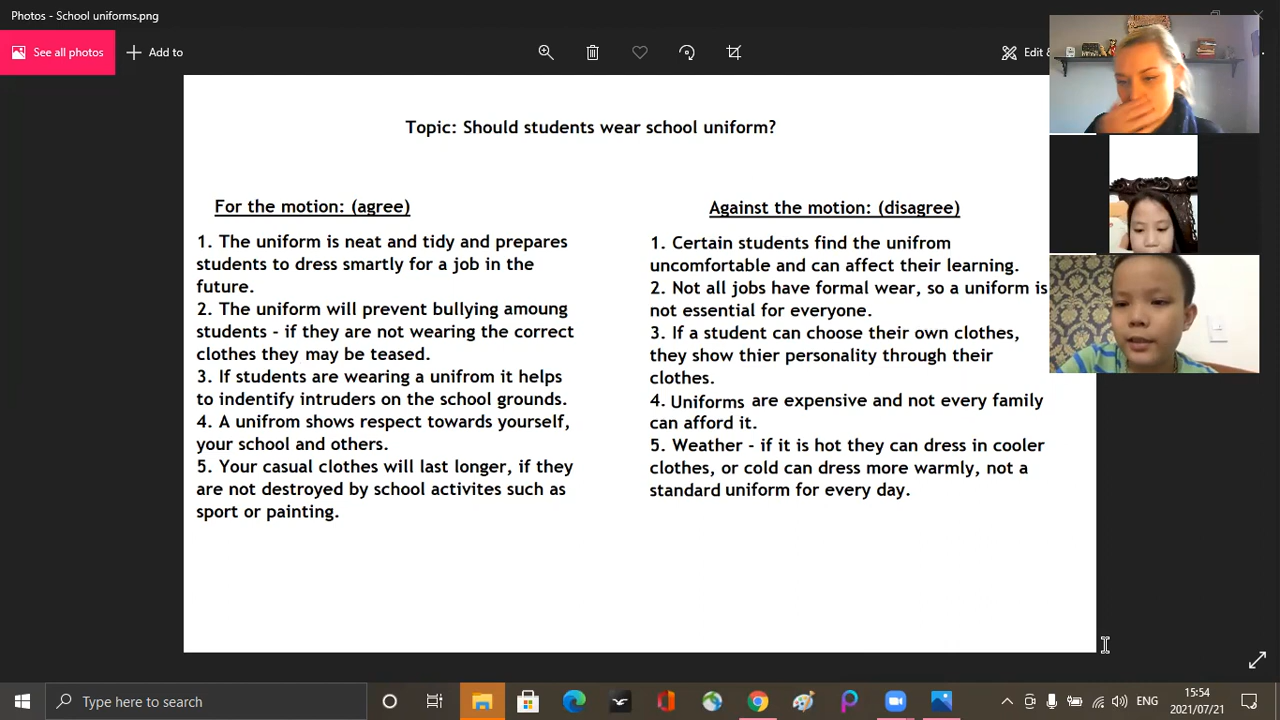 Photos - School uniforms.png
See all photos
Add to
Edit &
Topic: Should students wear school uniform?
For the motion: (agree)
1. The uniform is neat and tidy and prepares
students to dress smartly for a job in the
future.
2. The uniform will prevent bullying amoung
students - if they are not wearing the correct
clothes they may be teased.
3. If students are wearing a unifrom it helps
to indentify intruders on the school grounds.
4. A unifrom shows respect towards yourself,
your school and others.
5. Your casual clothes will last longer, if they
are not destroyed by school activites such as
sport or painting.
Against the motion: (disagree)
1. Certain students find the unifrom
uncomfortable and can affect their learning.
2. Not all jobs have formal wear, so a uniform is
not essential for everyone.
3. If a student can choose their own clothes,
they show thier personality through their
clothes.
4. Uniforms are expensive and not every family
can afford it.
5. Weather - if it is hot they can dress in cooler
clothes, or cold can dress more warmly, not a
standard uniform for every day.
Type here to search
ENG
15:54
2021/07/21